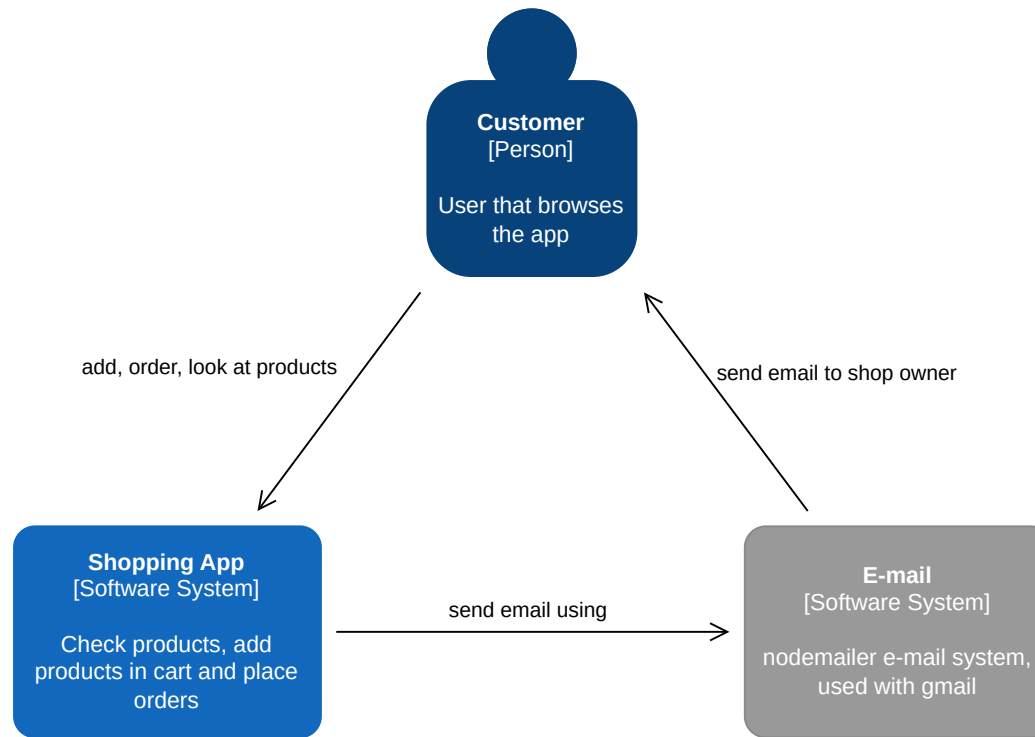 Customer
[Person]
User that browses
the app
add, order, look at products
send email to shop owner
Shopping App
[Software System]
Check products, add
products in cart and place
orders
send email using
E-mail
[Software System]
nodemailer e-mail system,
used with gmail